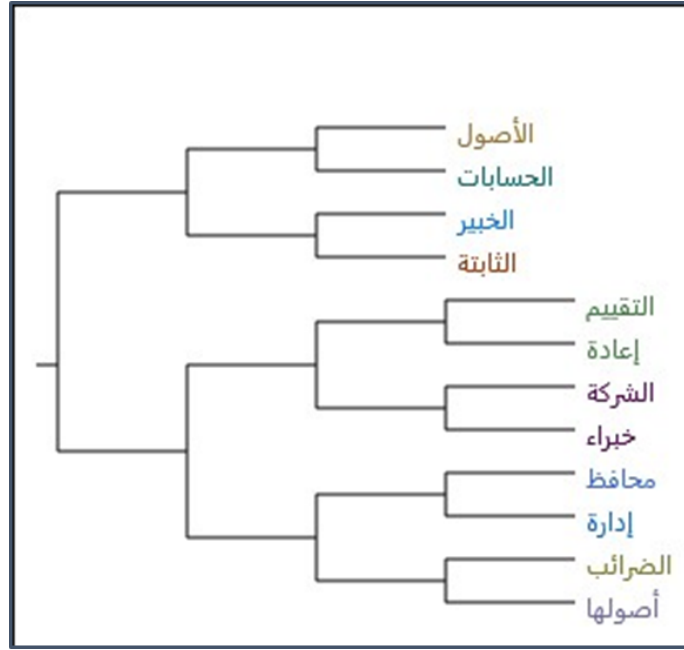 الأصول
الحسابات
الخبير
الثابتة
التقييم
إعادة
الشركة
خبراء
محافظ
إدارة
الضرائب
أصولها